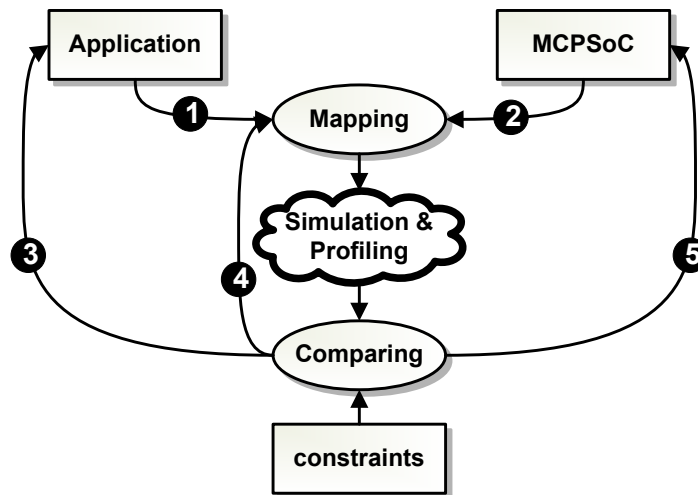 Application
MCPSoC
1
2
Mapping
Simulation &
Profiling
3
4
5
Comparing
constraints